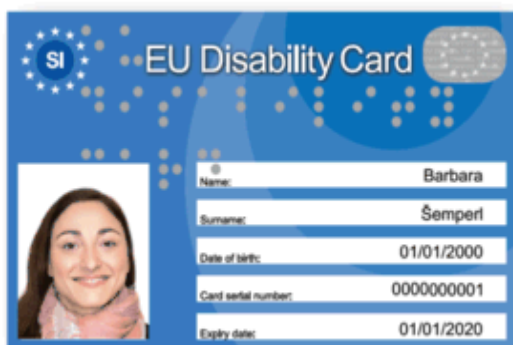 SI
EU Disability Card
Name: Barbara
Surname: Šemperl
Date of birth: 01/01/2000
Card serial number: 0000000001
Expiry date: 01/01/2020